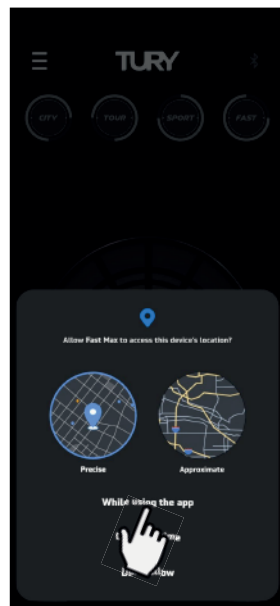 TURY
CITY TOUR SPORT FAST
Allow Fast Max to access this device's location?
Precise Approximate
While using the app